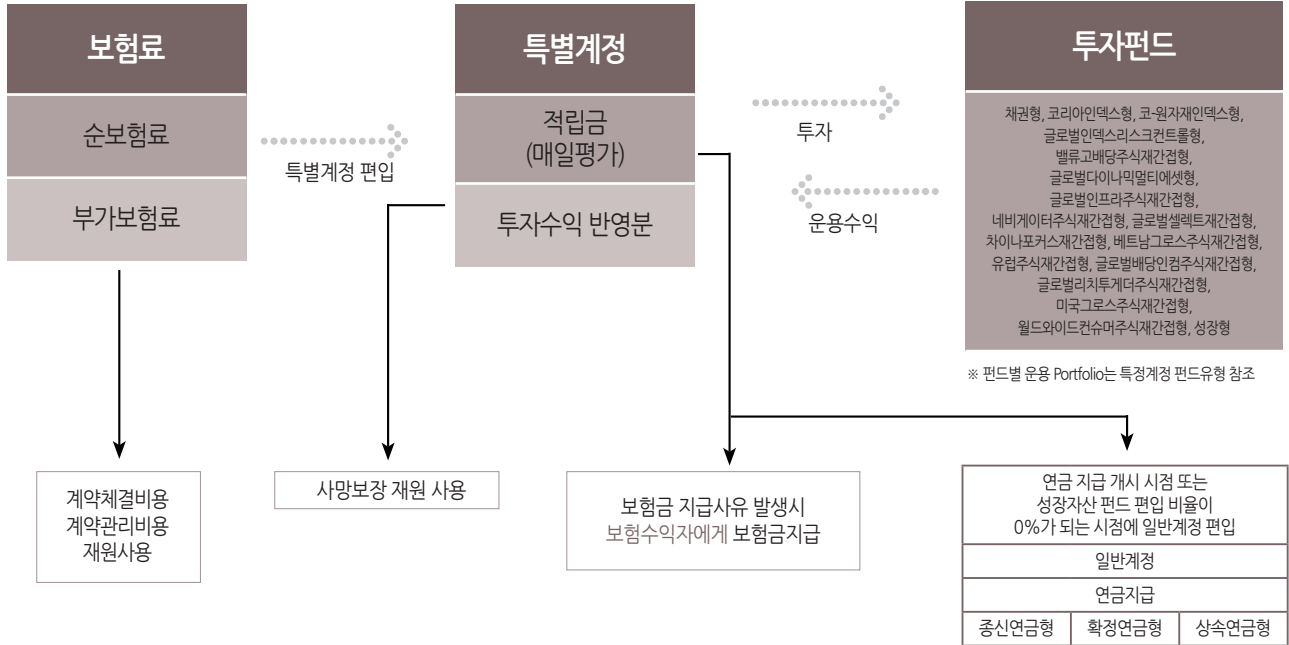 보험료
순보험료
부가보험료
특별계정 편입
특별계정
적립금
(매일평가)
투자수익 반영분
투자
운용수익
투자펀드
채권형, 코리아인덱스형, 코-원자재인덱스형,
글로벌인덱스리스크컨트롤형,
밸류고배당주식재간접형,
글로벌다이나믹멀티에셋형,
글로벌인프라주식재간접형,
네비게이터주식재간접형, 글로벌셀렉트재간접형,
차이나포커스재간접형, 베트남그로스주식재간접형,
유럽주식재간접형, 글로벌배당인컴주식재간접형,
글로벌리치투게더주식재간접형,
미국그로스주식재간접형,
월드와이드컨슈머주식재간접형, 성장형
※ 펀드별 운용 Portfolio는 특정계정 펀드유형 참조
계약체결비용
계약관리비용
재원사용
사망보장 재원 사용
보험금 지급사유 발생시
보험수익자에게 보험금지급
연금 지급 개시 시점 또는
성장자산 펀드 편입 비율이
0%가 되는 시점에 일반계정 편입
일반계정
연금지급
종신연금형 확정연금형 상속연금형